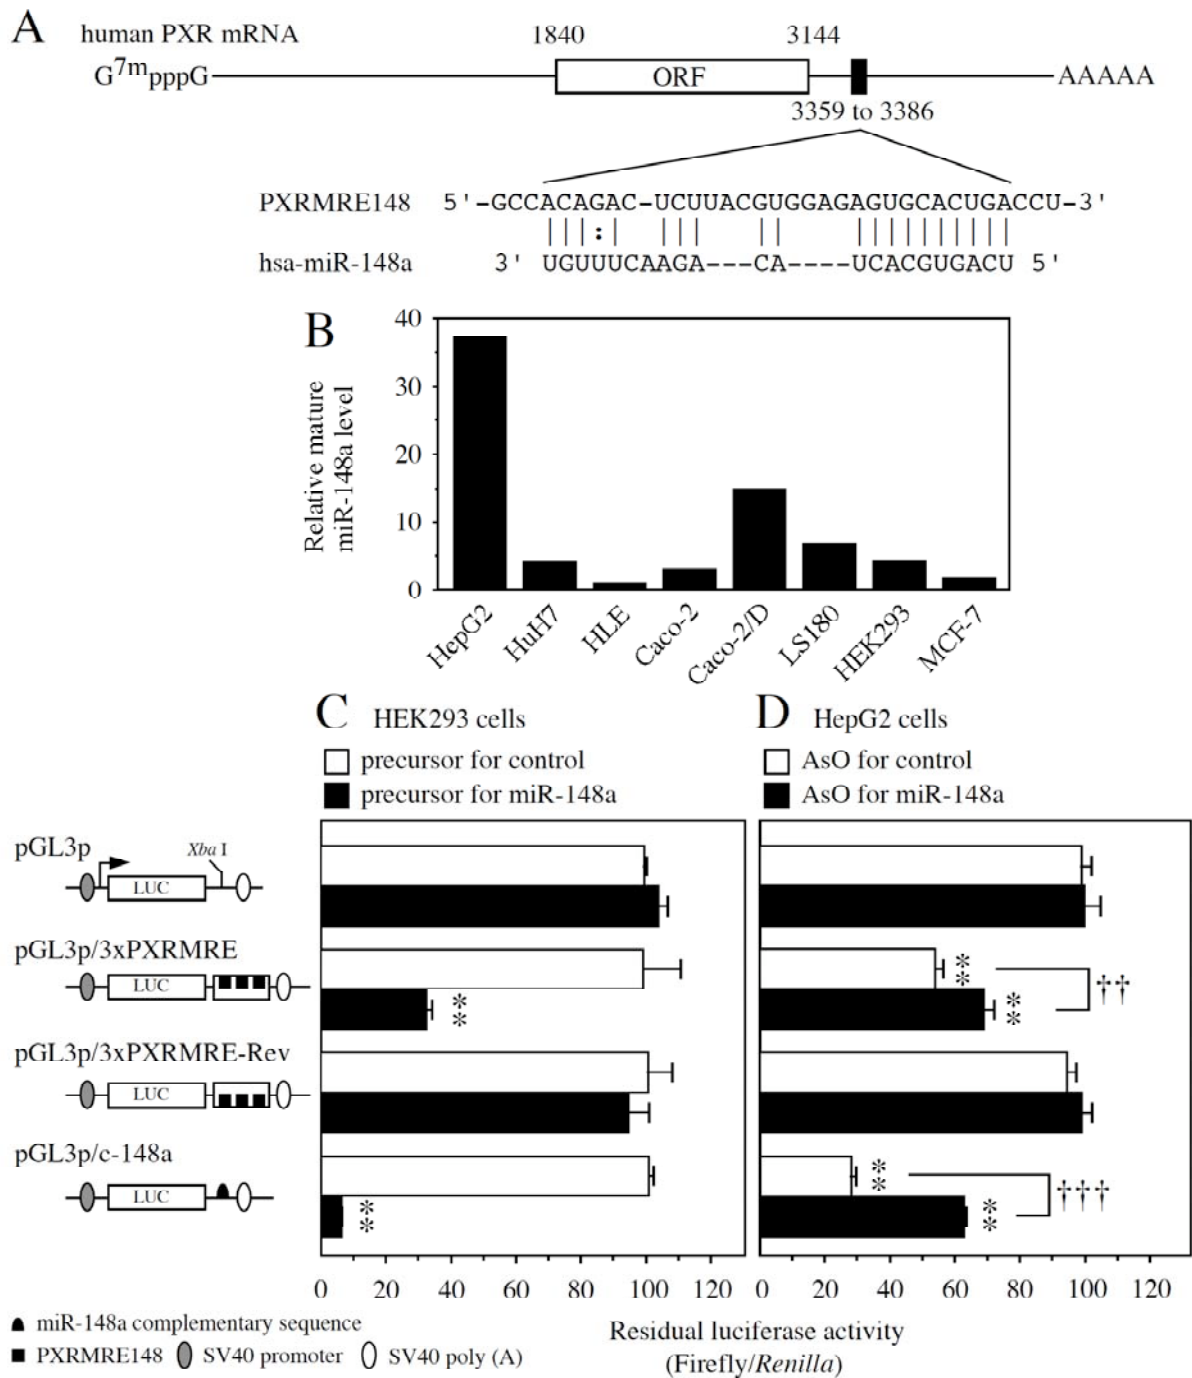 A
human PXR mRNA
1840
3144
G7mpppG
ORF
AAAAA
3359 to 3386
PXRMRE148 5'-GCCACAGAC-UCUUACGUGGAGAGUGCACUGACCU-3'
hsa-miR-148a 3' UGUUUCAAGA---CA----UCACGUGACU 5'
B
Relative mature
miR-148a level
40
30
20
10
0
HepG2
HuH7
HLE
Caco-2
Caco-2/D
LS180
HEK293
MCF-7
C HEK293 cells
precursor for control
precursor for miR-148a
D HepG2 cells
AsO for control
AsO for miR-148a
pGL3p
Xba I
LUC
pGL3p/3xPXRMRE
LUC
pGL3p/3xPXRMRE-Rev
LUC
pGL3p/c-148a
LUC
**
**
**
**
††
**
**
†††
0 20 40 60 80 100 120
0 20 40 60 80 100 120
Residual luciferase activity
(Firefly/Renilla)
miR-148a complementary sequence
PXRMRE148 SV40 promoter SV40 poly (A)